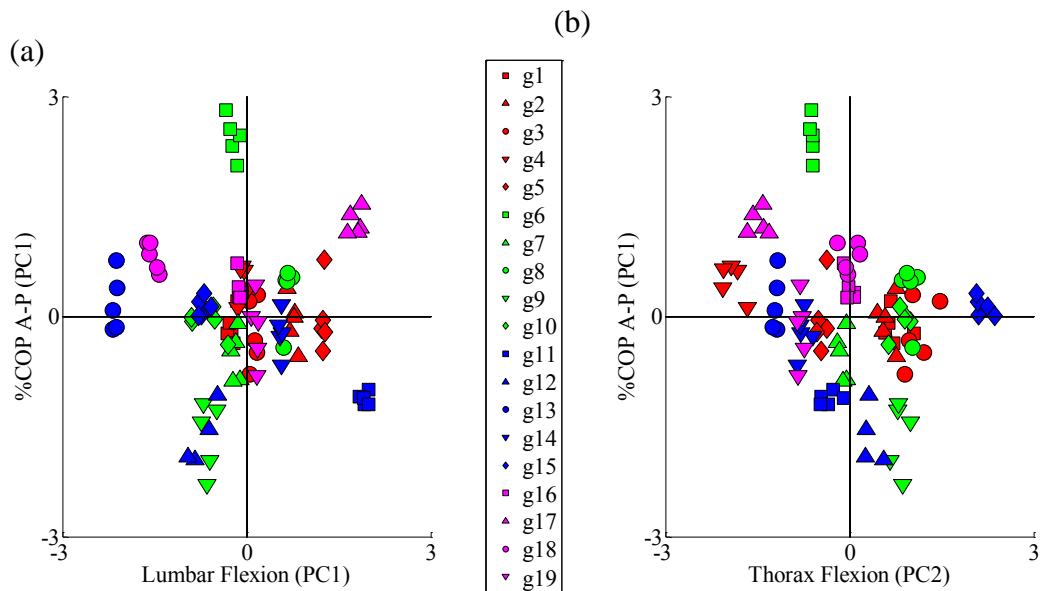 (a)
3
0
-3
%COP A-P (PC1)
-3
0
3
Lumbar Flexion (PC1)
g1
g2
g3
g4
g5
g6
g7
g8
g9
g10
g11
g12
g13
g14
g15
g16
g17
g18
g19
(b)
3
0
-3
%COP A-P (PC1)
-3
0
3
Thorax Flexion (PC2)